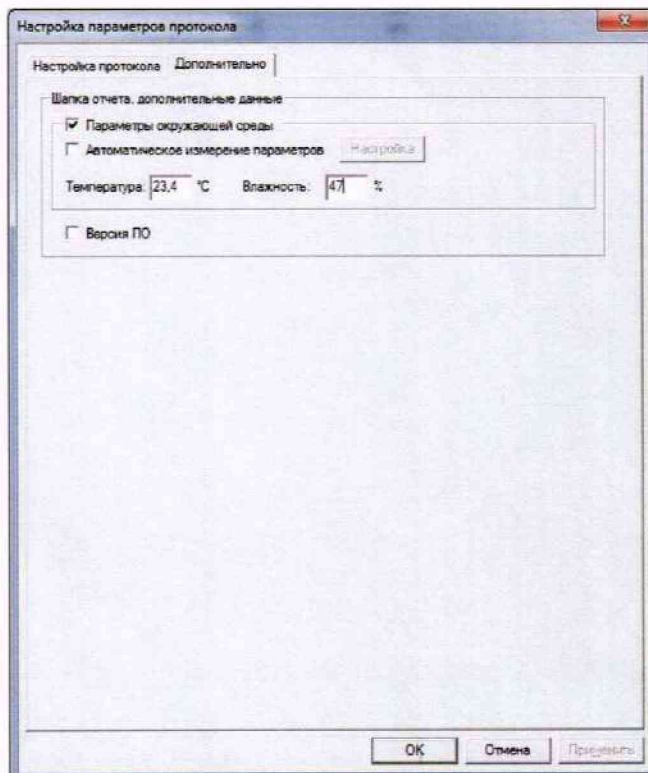 Настройка параметров протокола
Настройка протокола Дополнительно
Шапка отчета, дополнительные данные
Параметры окружающей среды
Автоматическое измерение параметров Настройка
Температура: 23,4 °C Влажность: 47 %
Версия ПО
OK Отмена Применить